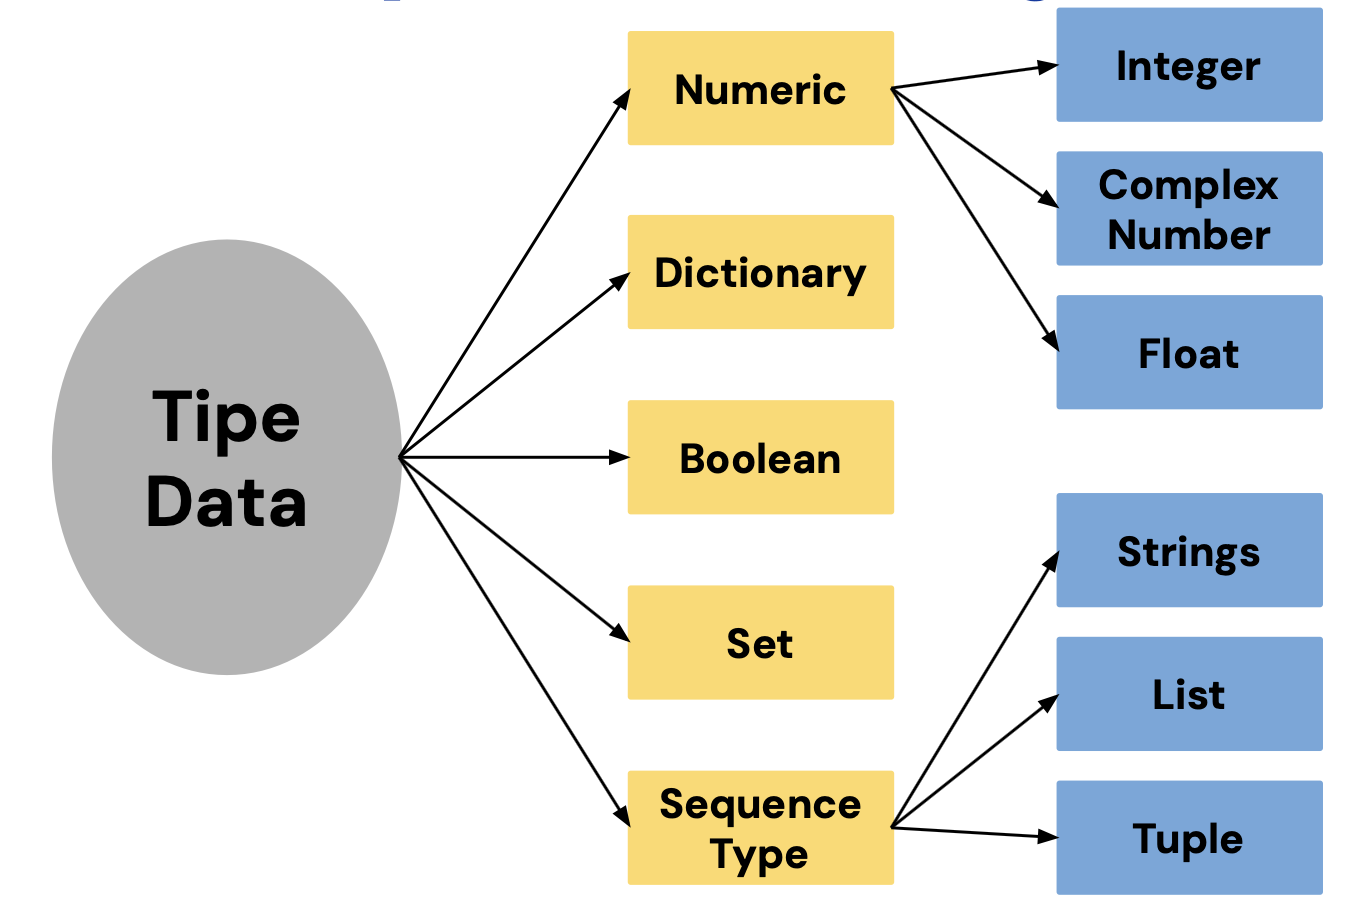 Tipe
Data
Numeric
Dictionary
Boolean
Set
Sequence
Type
Integer
Complex
Number
Float
Strings
List
Tuple